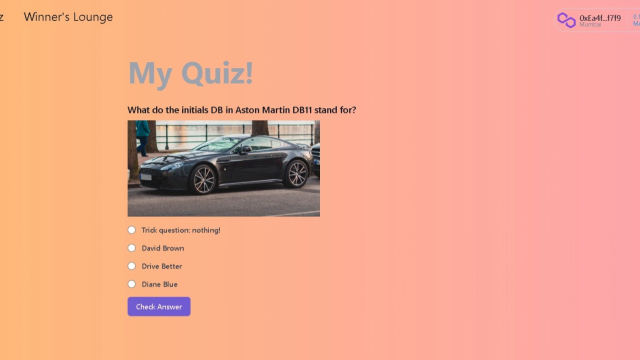 z Winner's Lounge
0xEa4f...f7f9
Mumbai
My Quiz!
What do the initials DB in Aston Martin DB11 stand for?
Trick question: nothing!
David Brown
Drive Better
Diane Blue
Check Answer